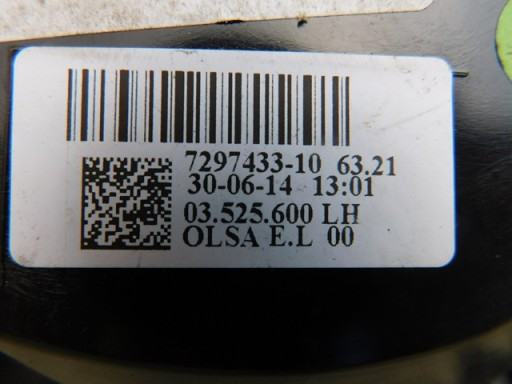 7297433-10 63.21
30-06-14 13:01
03.525.600 LH
OLSA E.L 00